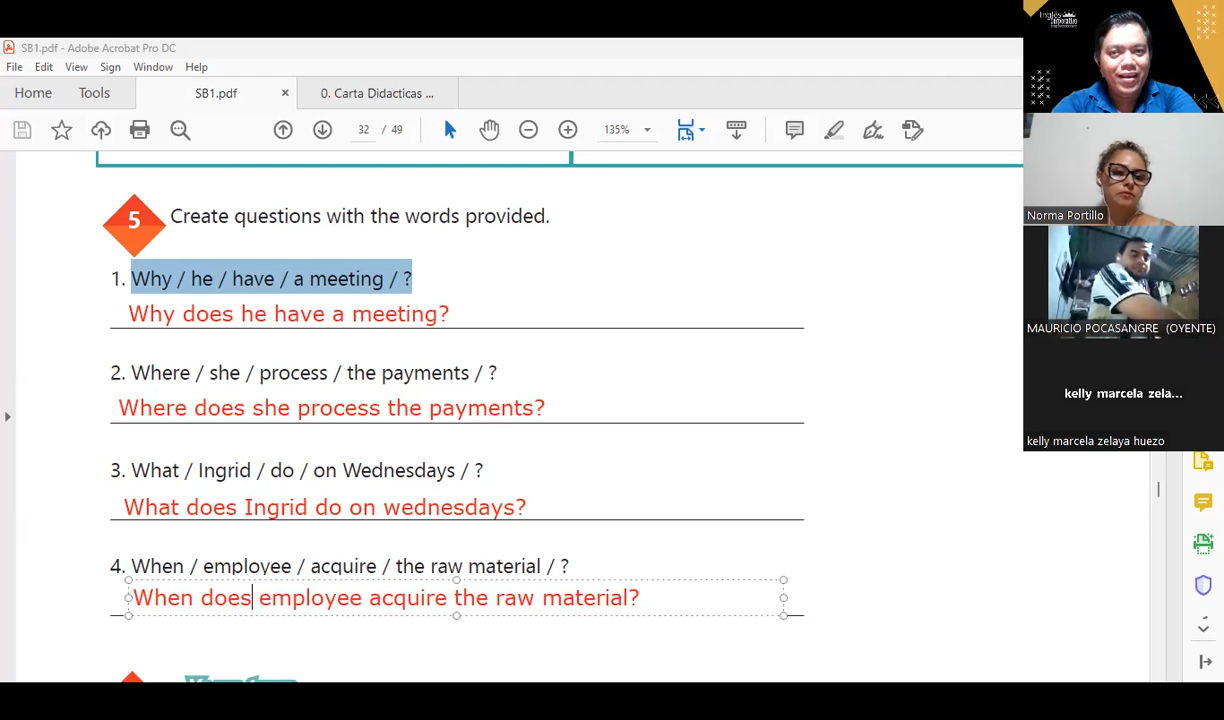 SB1.pdf - Adobe Acrobat Pro DC
File Edit View Sign Window Help
Home Tools SB1.pdf × 0. Carta Didacticas ...
32 / 49 135%
5 Create questions with the words provided.
1. Why / he / have / a meeting / ?
Why does he have a meeting?
2. Where / she / process / the payments / ?
Where does she process the payments?
3. What / Ingrid / do / on Wednesdays / ?
What does Ingrid do on wednesdays?
4. When / employee / acquire / the raw material / ?
When does employee acquire the raw material?
Inglés
Corporativo
Norma Portillo
MAURICIO POCASANGRE (OYENTE)
kelly marcela zela...
kelly marcela zelaya huezo